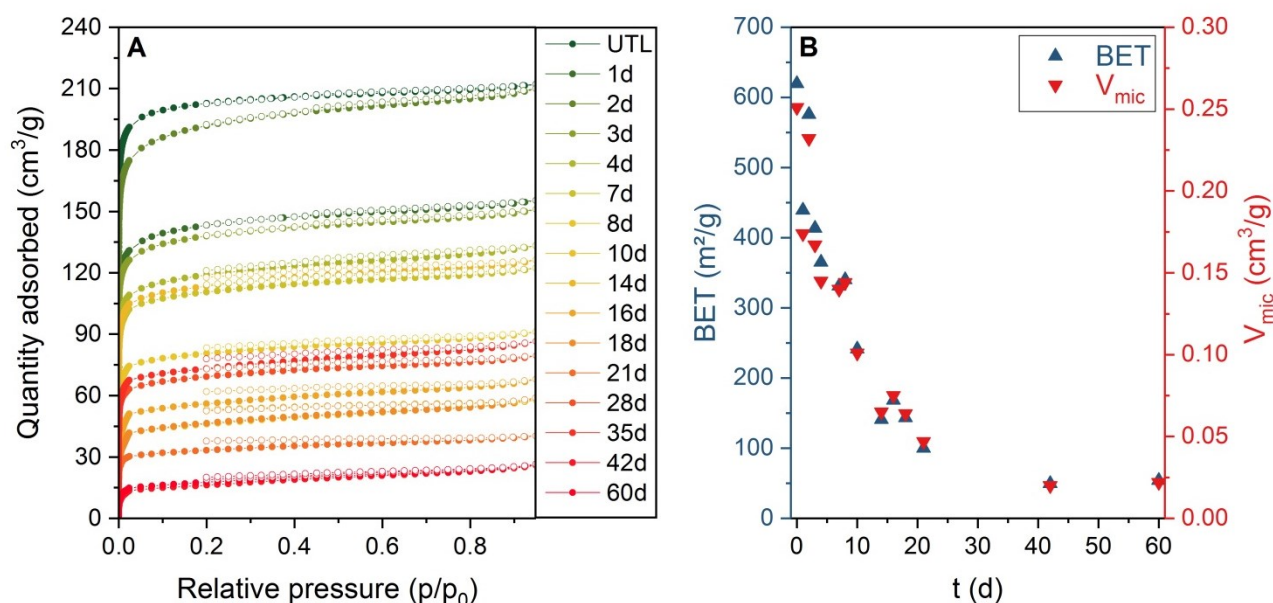 A
240
210
180
150
120
90
60
30
0
Quantity adsorbed (cm³/g)
0.0
0.2
0.4
0.6
0.8
Relative pressure (p/p₀)
UTL
1d
2d
3d
4d
7d
8d
10d
14d
16d
18d
21d
28d
35d
42d
60d
B
700
600
500
400
300
200
100
0
BET (m²/g)
BET
V_mic
0
10
20
30
40
50
60
t (d)
0.30
0.25
0.20
0.15
0.10
0.05
0.00
V_mic (cm³/g)